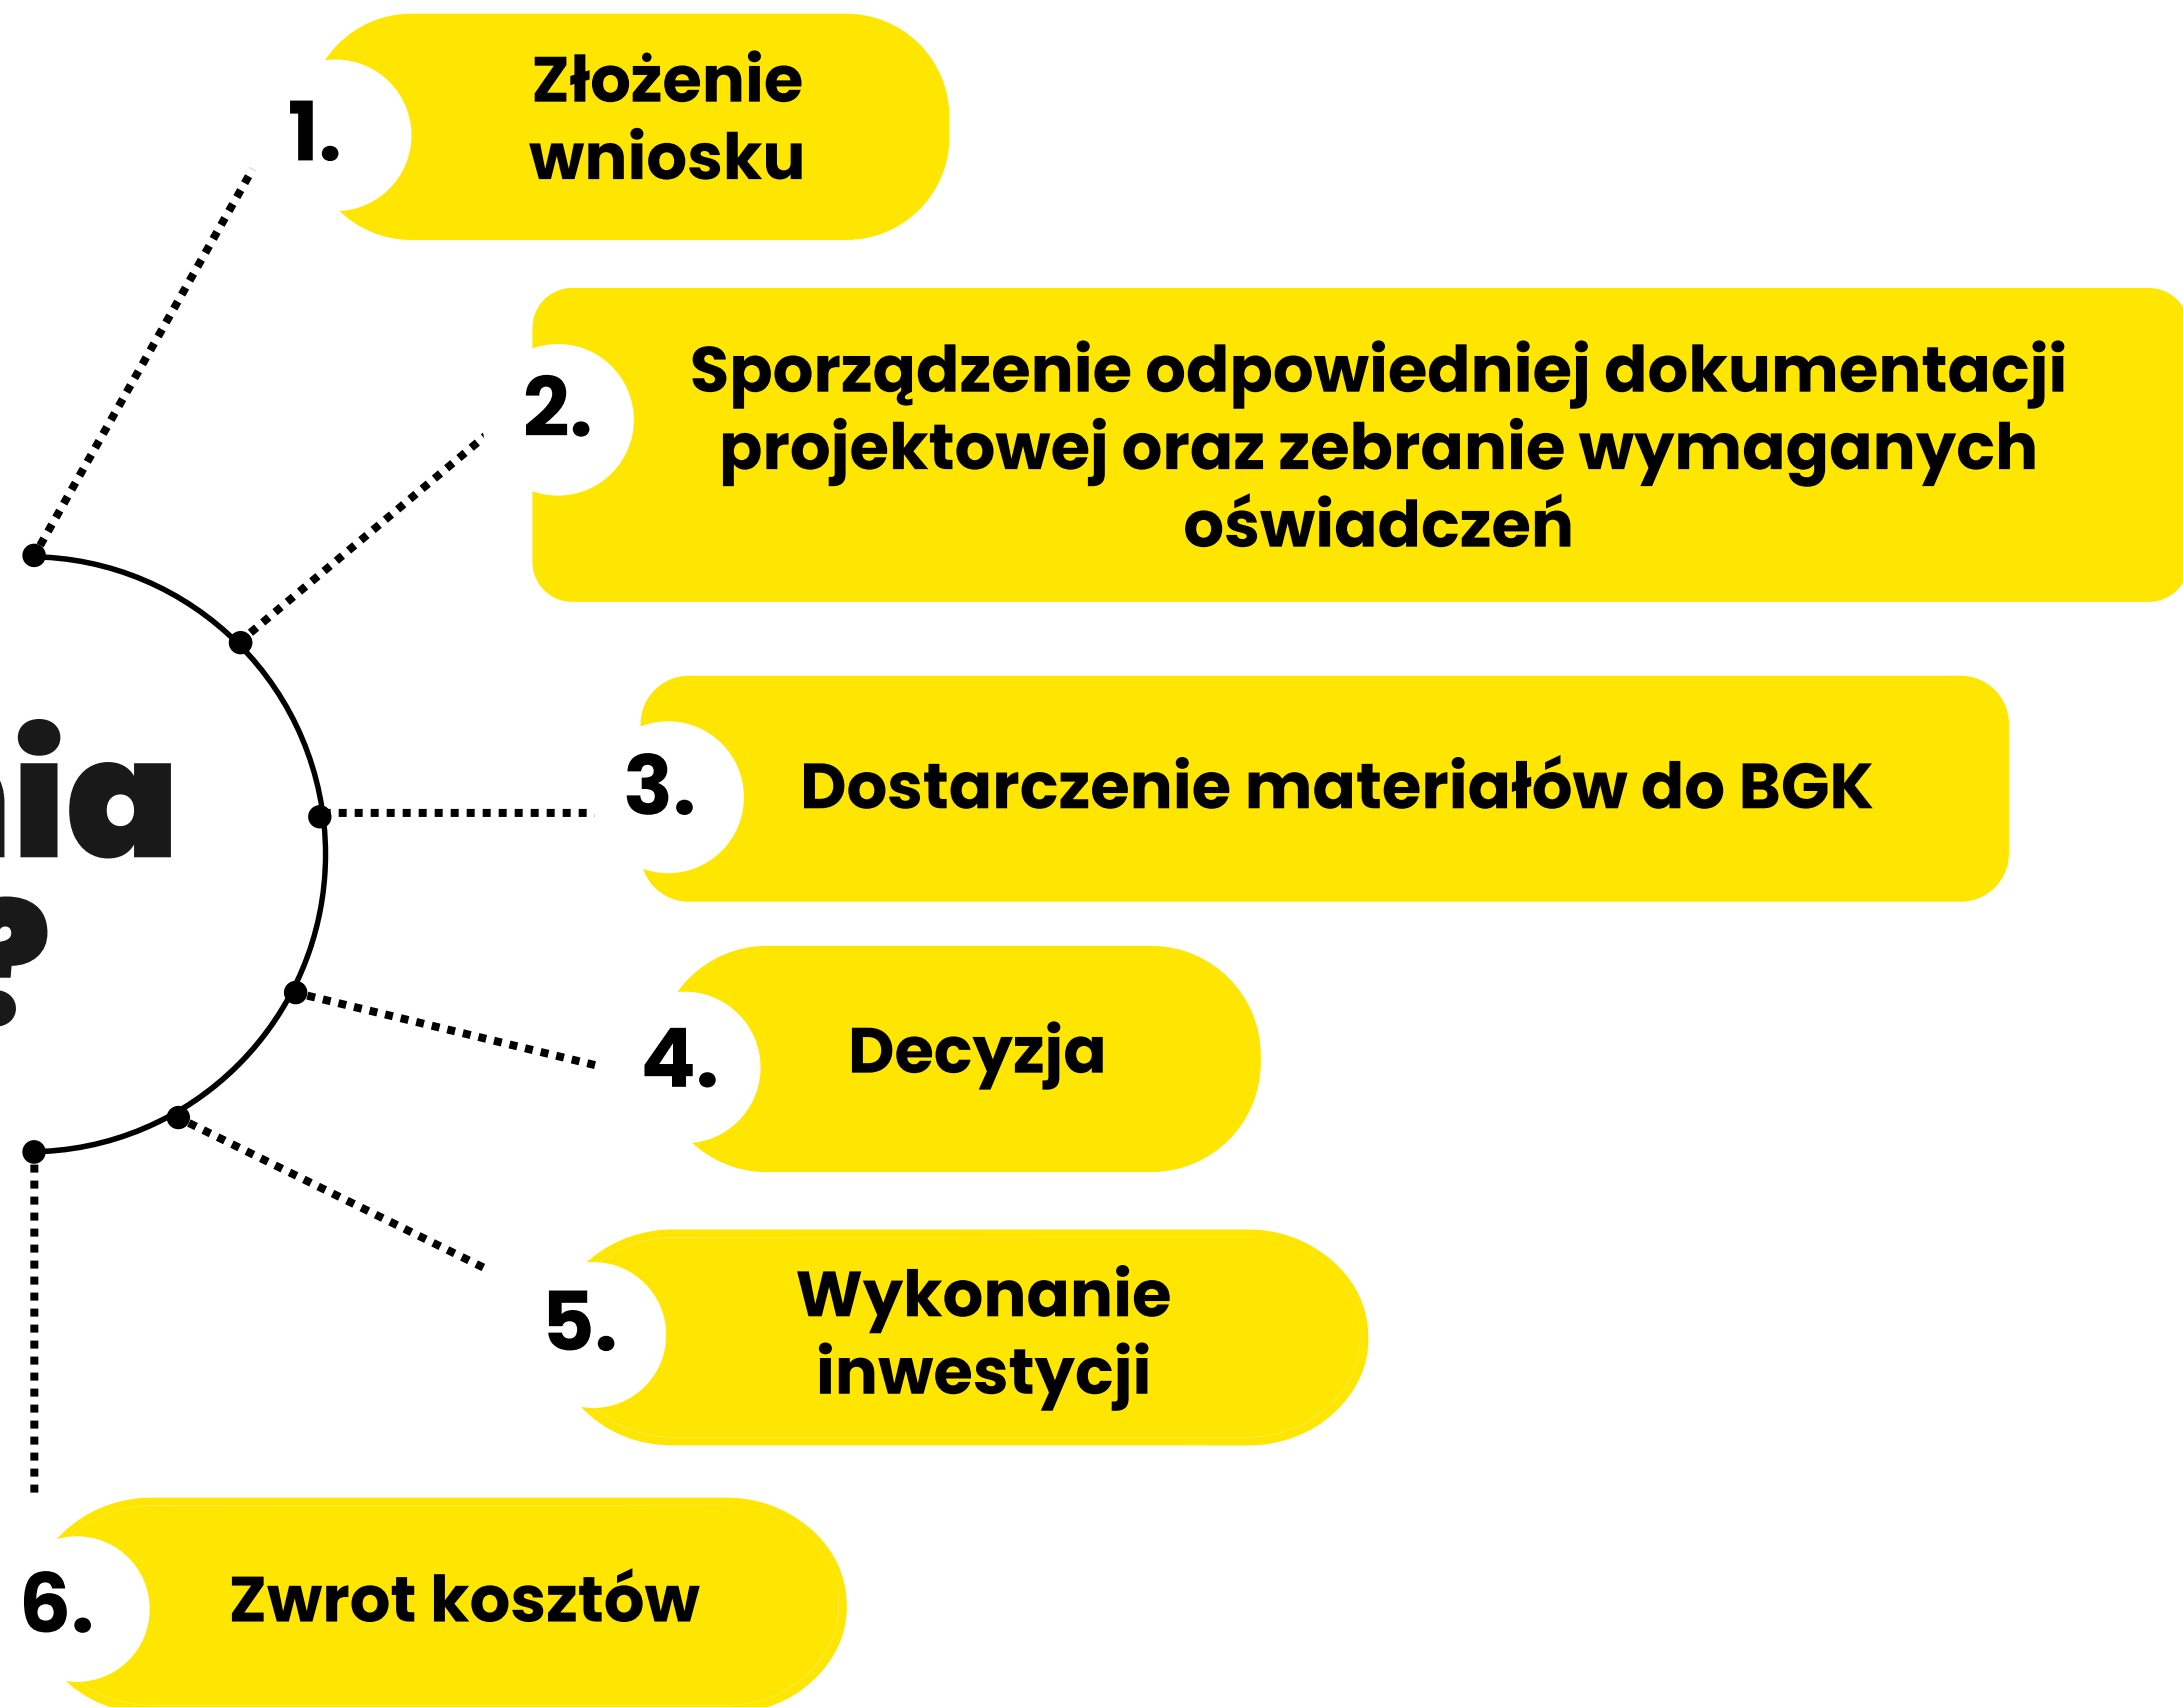 1.
Złożenie
wniosku
2.
Sporządzenie odpowiedniej dokumentacji
projektowej oraz zebranie wymaganych
oświadczeń
3.
Dostarczenie materiałów do BGK
?
4.
Decyzja
5.
Wykonanie
inwestycji
6.
Zwrot kosztów